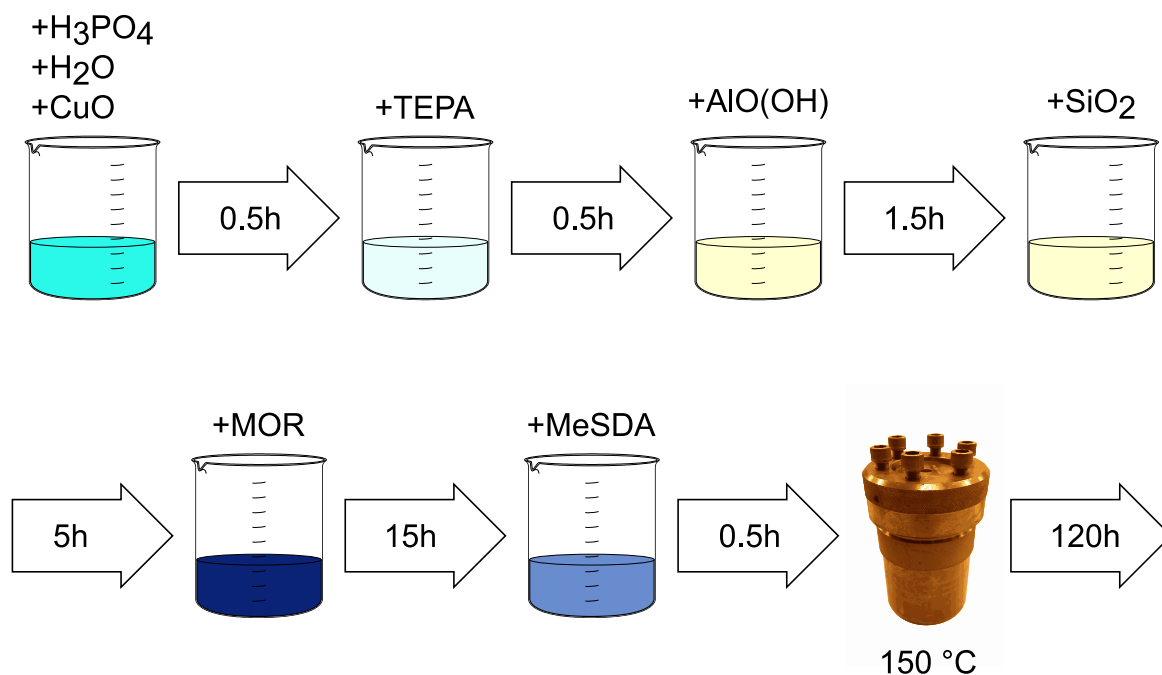 +H₃PO₄
+H₂O
+CuO
+TEPA
+AlO(OH)
+SiO₂
0.5h
0.5h
1.5h
+MOR
+MeSDA
5h
15h
0.5h
120h
150 °C